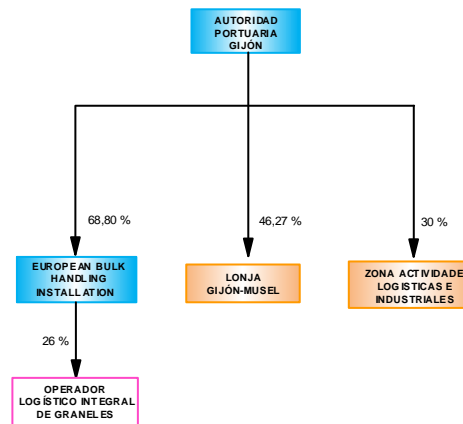 AUTORIDAD
PORTUARIA
GIJÓN
68,80 %
46,27 %
30 %
EUROPEAN BULK
HANDLING
INSTALLATION
LONJA
GIJÓN-MUSEL
ZONA ACTIVIDADE
LOGISTICAS E
INDUSTRIALES
26 %
OPERADOR
LOGÍSTICO INTEGRAL
DE GRANELES